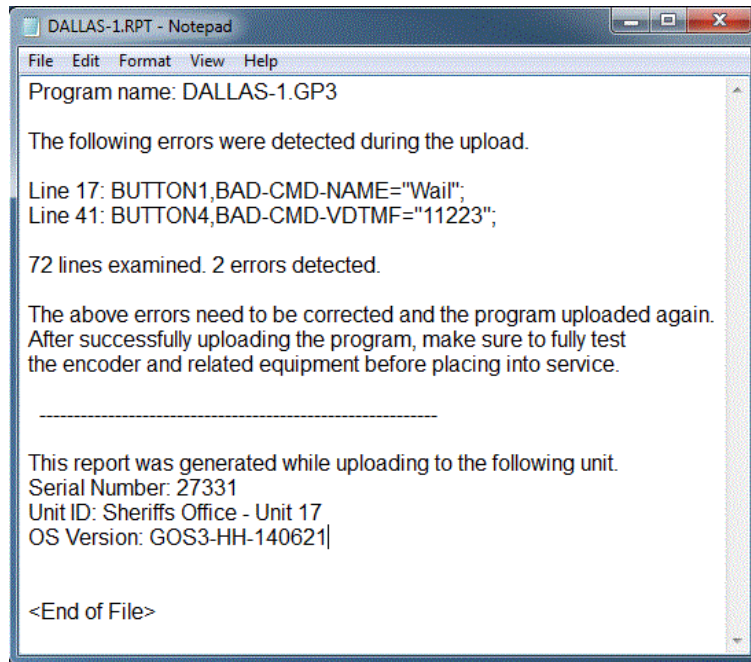 DALLAS-1.RPT - Notepad
File Edit Format View Help
Program name: DALLAS-1.GP3
The following errors were detected during the upload.
Line 17: BUTTON1,BAD-CMD-NAME="Wail";
Line 41: BUTTON4,BAD-CMD-VDTMF="11223";
72 lines examined. 2 errors detected.
The above errors need to be corrected and the program uploaded again.
After successfully uploading the program, make sure to fully test
the encoder and related equipment before placing into service.
------------------------------------------------------------
This report was generated while uploading to the following unit.
Serial Number: 27331
Unit ID: Sheriffs Office - Unit 17
OS Version: GOS3-HH-140621
<End of File>